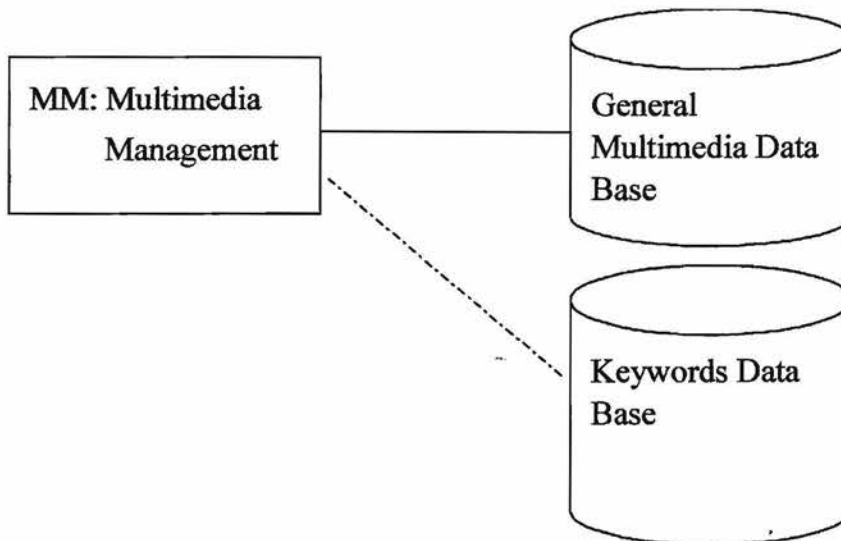 MM: Multimedia
Management
General
Multimedia Data
Base
Keywords Data
Base